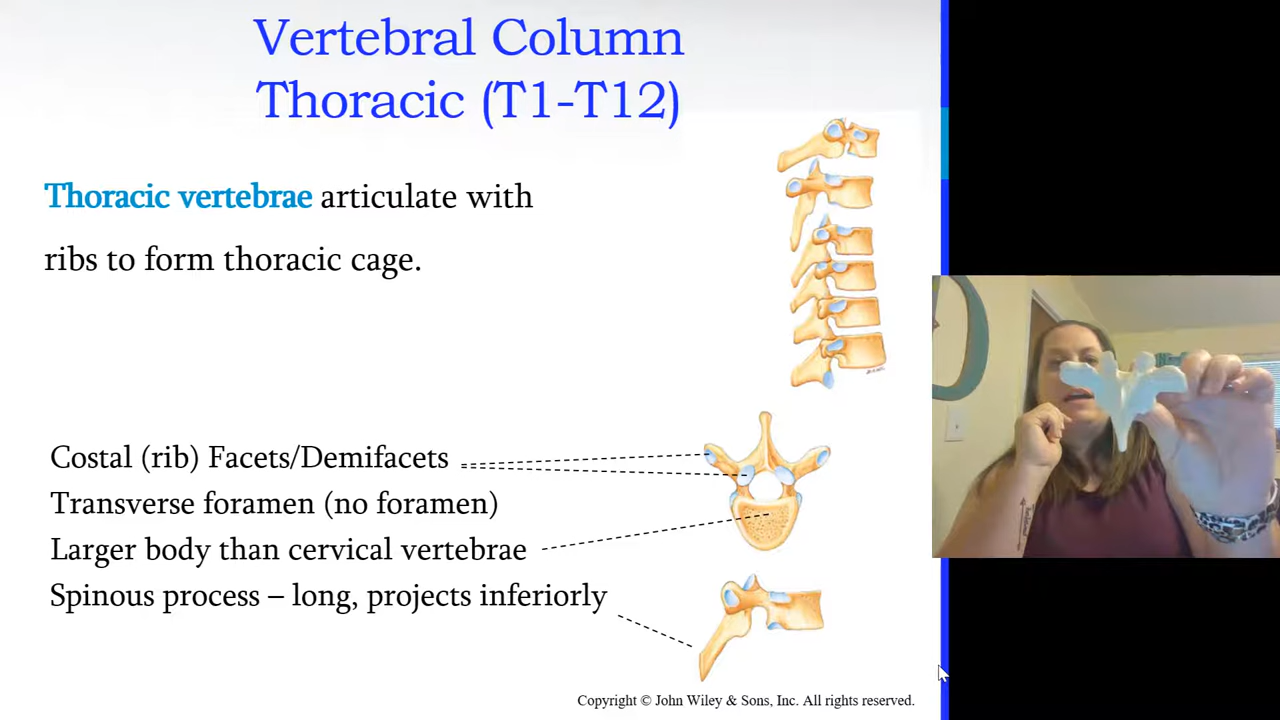 Vertebral Column
Thoracic (T1-T12)
Thoracic vertebrae articulate with
ribs to form thoracic cage.
Costal (rib) Facets/Demifacets
Transverse foramen (no foramen)
Larger body than cervical vertebrae
Spinous process – long, projects inferiorly
Copyright © John Wiley & Sons, Inc. All rights reserved.